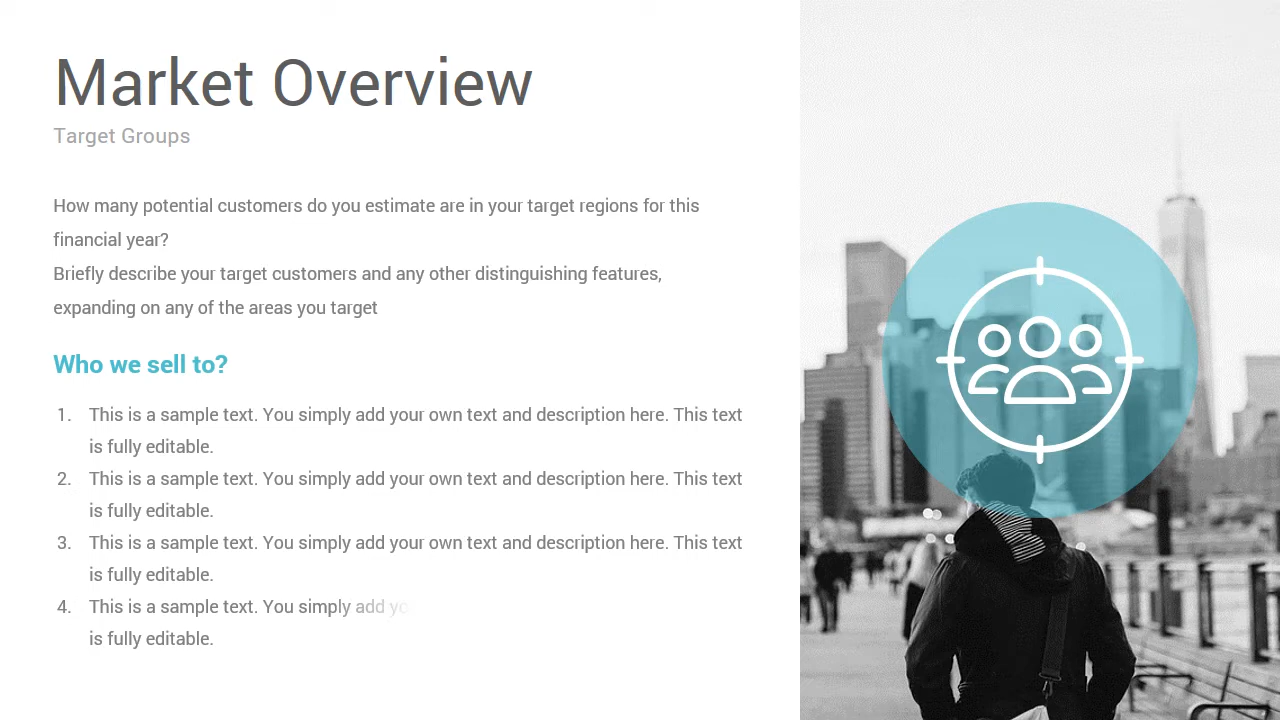 Market Overview
Target Groups
How many potential customers do you estimate are in your target regions for this
financial year?
Briefly describe your target customers and any other distinguishing features,
expanding on any of the areas you target
Who we sell to?
1. This is a sample text. You simply add your own text and description here. This text
is fully editable.
2. This is a sample text. You simply add your own text and description here. This text
is fully editable.
3. This is a sample text. You simply add your own text and description here. This text
is fully editable.
4. This is a sample text. You simply add
is fully editable.